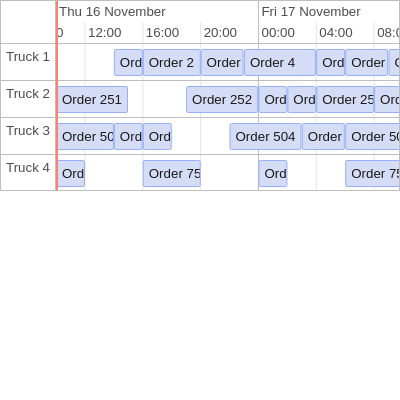 Thu 16 November Fri 17 November
0 12:00 16:00 20:00 00:00 04:00 08:0
Truck 1 Ord Order 2 Order Order 4 Ord Order
Truck 2 Order 251 Order 252 Ord Ord Order 25 Ord
Truck 3 Order 50 Ord Ord Order 504 Order Order 50
Truck 4 Ord Order 75 Ord Order 75